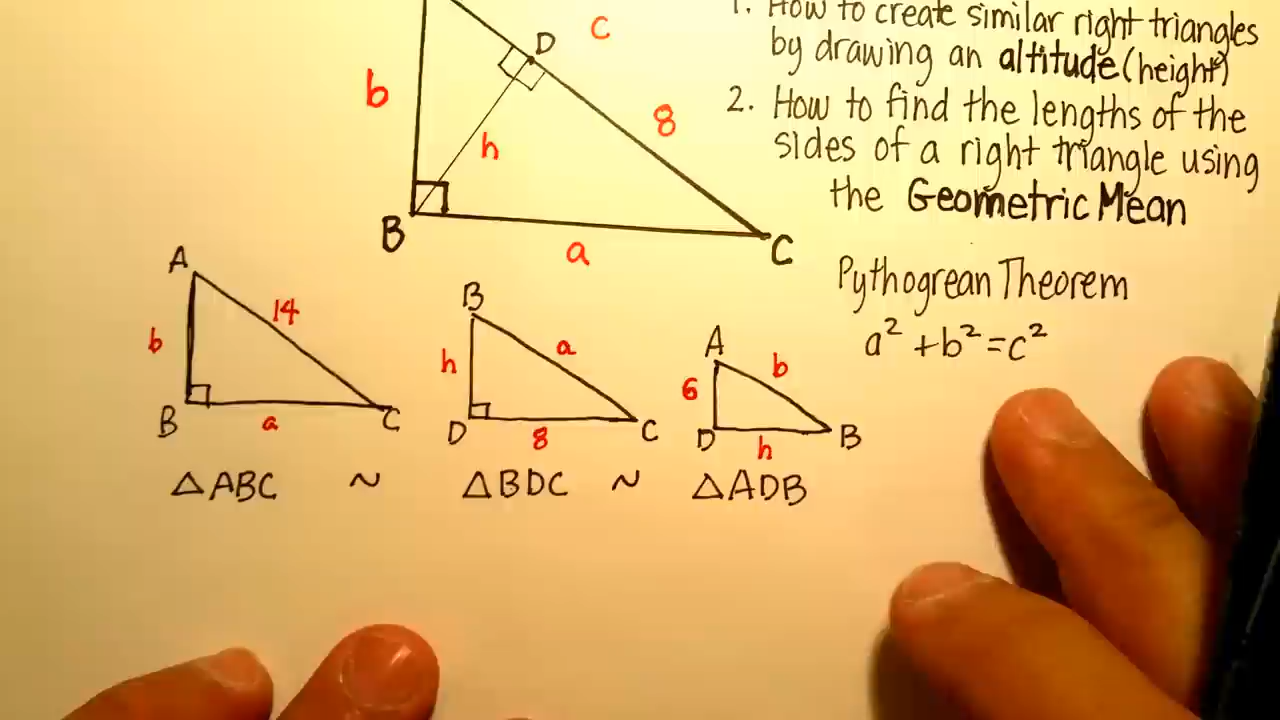 1. How to create similar right triangles
by drawing an altitude (height)
2. How to find the lengths of the
sides of a right triangle using
the Geometric Mean
D
c
b
8
h
B
a
C
Pythogrean Theorem
a² + b² = c²
A
14
b
B
a
C
B
a
h
D
8
C
A
b
6
D
h
B
△ABC ~ △BDC ~ △ADB